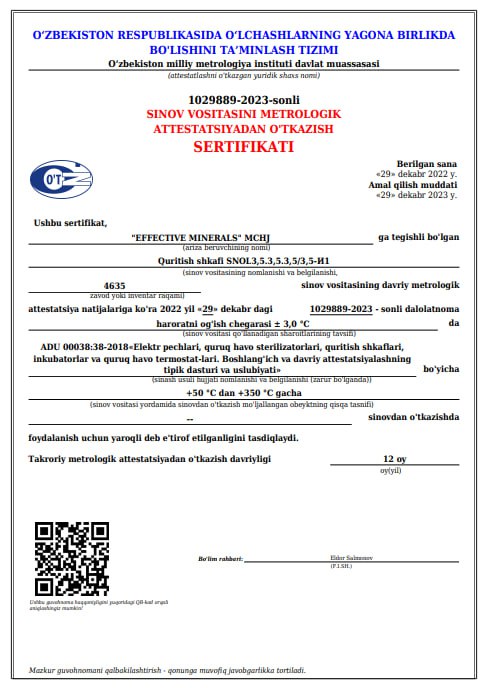 O‘ZBEKISTON RESPUBLIKASIDA O‘LCHASHLARNING YAGONA BIRLIKDA
BO'LISHINI TA’MINLASH TIZIMI
O‘zbekiston milliy metrologiya instituti davlat muassasasi
(attestatlashni o'tkazgan yuridik shaxs nomi)
1029889-2023-sonli
SINOV VOSITASINI METROLOGIK
ATTESTATSIYADAN O'TKAZISH
SERTIFIKATI
O'T
Berilgan sana
«29» dekabr 2022 y.
Amal qilish muddati
«29» dekabr 2023 y.
Ushbu sertifikat,
"EFFECTIVE MINERALS" MCHJ ga tegishli bo'lgan
(ariza beruvchining nomi)
Quritish shkafi SNOL3,5.3,5.3,5/3,5-И1
(sinov vositasining nomlanishi va belgilanishi,
4635 sinov vositasining davriy metrologik
zavod yoki inventar raqami)
attestatsiya natijalariga ko'ra 2022 yil «29» dekabr dagi 1029889-2023 - sonli dalolatnoma
haroratni og'ish chegarasi ± 3,0 °C da
(sinov vositasi qo'llanadigan sharoitlarining tavsifi)
ADU 00038:38-2018«Elektr pechlari, quruq havo sterilizatorlari, quritish shkaflari,
inkubatorlar va quruq havo termostat-lari. Boshlang'ich va davriy attestatsiyalashning
tipik dasturi va uslubiyati» bo'yicha
(sinash usuli hujjati nomlanishi va belgilanishi (zarur bo'lganda))
+50 °C dan +350 °C gacha
(sinov vositasi yordamida sinovdan o'tkazish mo'ljallangan obeyktning qisqa tasnifi)
-- sinovdan o'tkazishda
foydalanish uchun yaroqli deb e'tirof etilganligini tasdiqlaydi.
Takroriy metrologik attestatsiyadan o'tkazish davriyligi 12 oy
oy(yil)
Bo'lim rahbari: Eldor Salmonov
(F.I.SH.)
Ushbu guvohnoma haqqoniyligini yuqoridagi QR-kod orqali
aniqlashingiz mumkin!
Mazkur guvohnomani qalbakilashtirish - qonunga muvofiq javobgarlikka tortiladi.